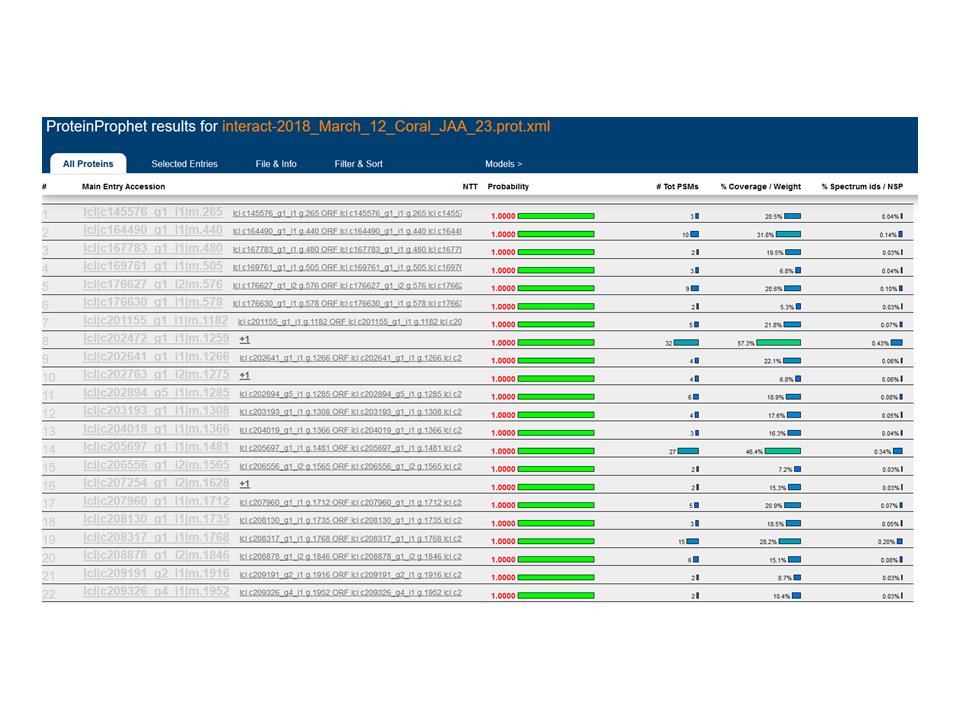 ProteinProphet results for interact-2018_March_12_Coral_JAA_23.prot.xml
All Proteins Selected Entries File & Info Filter & Sort Models >
# Main Entry Accession NTT Probability # Tot PSMs % Coverage / Weight % Spectrum ids / NSP
1 lcl|c145576_g1_i1|m.265 lcl c145576_g1_i1 g.265 ORF lcl c145576_g1_i1 g.265 lcl c1455 1.0000 3 20.5% 0.04%
2 lcl|c164490_g1_i1|m.440 lcl c164490_g1_i1 g.440 ORF lcl c164490_g1_i1 g.440 lcl c1644 1.0000 10 31.8% 0.14%
3 lcl|c167783_g1_i1|m.480 lcl c167783_g1_i1 g.480 ORF lcl c167783_g1_i1 g.480 lcl c1677 1.0000 2 19.5% 0.03%
4 lcl|c169761_g1_i1|m.505 lcl c169761_g1_i1 g.505 ORF lcl c169761_g1_i1 g.505 lcl c1697 1.0000 3 6.8% 0.04%
5 lcl|c176627_g1_i2|m.576 lcl c176627_g1_i2 g.576 ORF lcl c176627_g1_i2 g.576 lcl c1766 1.0000 9 20.6% 0.10%
6 lcl|c176630_g1_i1|m.578 lcl c176630_g1_i1 g.578 ORF lcl c176630_g1_i1 g.578 lcl c1766 1.0000 2 5.3% 0.03%
7 lcl|c201155_g1_i1|m.1182 lcl c201155_g1_i1 g.1182 ORF lcl c201155_g1_i1 g.1182 lcl c20 1.0000 5 21.8% 0.07%
8 lcl|c202472_g1_i1|m.1259 +1 1.0000 32 57.3% 0.43%
9 lcl|c202641_g1_i1|m.1266 lcl c202641_g1_i1 g.1266 ORF lcl c202641_g1_i1 g.1266 lcl c2 1.0000 4 22.1% 0.06%
10 lcl|c202763_g1_i2|m.1275 +1 1.0000 4 6.8% 0.06%
11 lcl|c202894_g5_i1|m.1285 lcl c202894_g5_i1 g.1285 ORF lcl c202894_g5_i1 g.1285 lcl c2 1.0000 6 18.9% 0.08%
12 lcl|c203193_g1_i1|m.1308 lcl c203193_g1_i1 g.1308 ORF lcl c203193_g1_i1 g.1308 lcl c2 1.0000 4 17.6% 0.05%
13 lcl|c204019_g1_i1|m.1366 lcl c204019_g1_i1 g.1366 ORF lcl c204019_g1_i1 g.1366 lcl c2 1.0000 3 16.3% 0.04%
14 lcl|c205697_g1_i1|m.1481 lcl c205697_g1_i1 g.1481 ORF lcl c205697_g1_i1 g.1481 lcl c2 1.0000 27 46.4% 0.34%
15 lcl|c206556_g1_i2|m.1565 lcl c206556_g1_i2 g.1565 ORF lcl c206556_g1_i2 g.1565 lcl c2 1.0000 2 7.2% 0.03%
16 lcl|c207254_g1_i2|m.1628 +1 1.0000 2 15.3% 0.03%
17 lcl|c207960_g1_i1|m.1712 lcl c207960_g1_i1 g.1712 ORF lcl c207960_g1_i1 g.1712 lcl c2 1.0000 5 20.9% 0.07%
18 lcl|c208130_g1_i1|m.1735 lcl c208130_g1_i1 g.1735 ORF lcl c208130_g1_i1 g.1735 lcl c2 1.0000 3 18.5% 0.05%
19 lcl|c208317_g1_i1|m.1768 lcl c208317_g1_i1 g.1768 ORF lcl c208317_g1_i1 g.1768 lcl c2 1.0000 15 28.2% 0.20%
20 lcl|c208878_g1_i2|m.1846 lcl c208878_g1_i2 g.1846 ORF lcl c208878_g1_i2 g.1846 lcl c2 1.0000 6 15.1% 0.08%
21 lcl|c209191_g2_i1|m.1916 lcl c209191_g2_i1 g.1916 ORF lcl c209191_g2_i1 g.1916 lcl c2 1.0000 2 8.7% 0.03%
22 lcl|c209326_g4_i1|m.1952 lcl c209326_g4_i1 g.1952 ORF lcl c209326_g4_i1 g.1952 lcl c2 1.0000 2 10.4% 0.03%